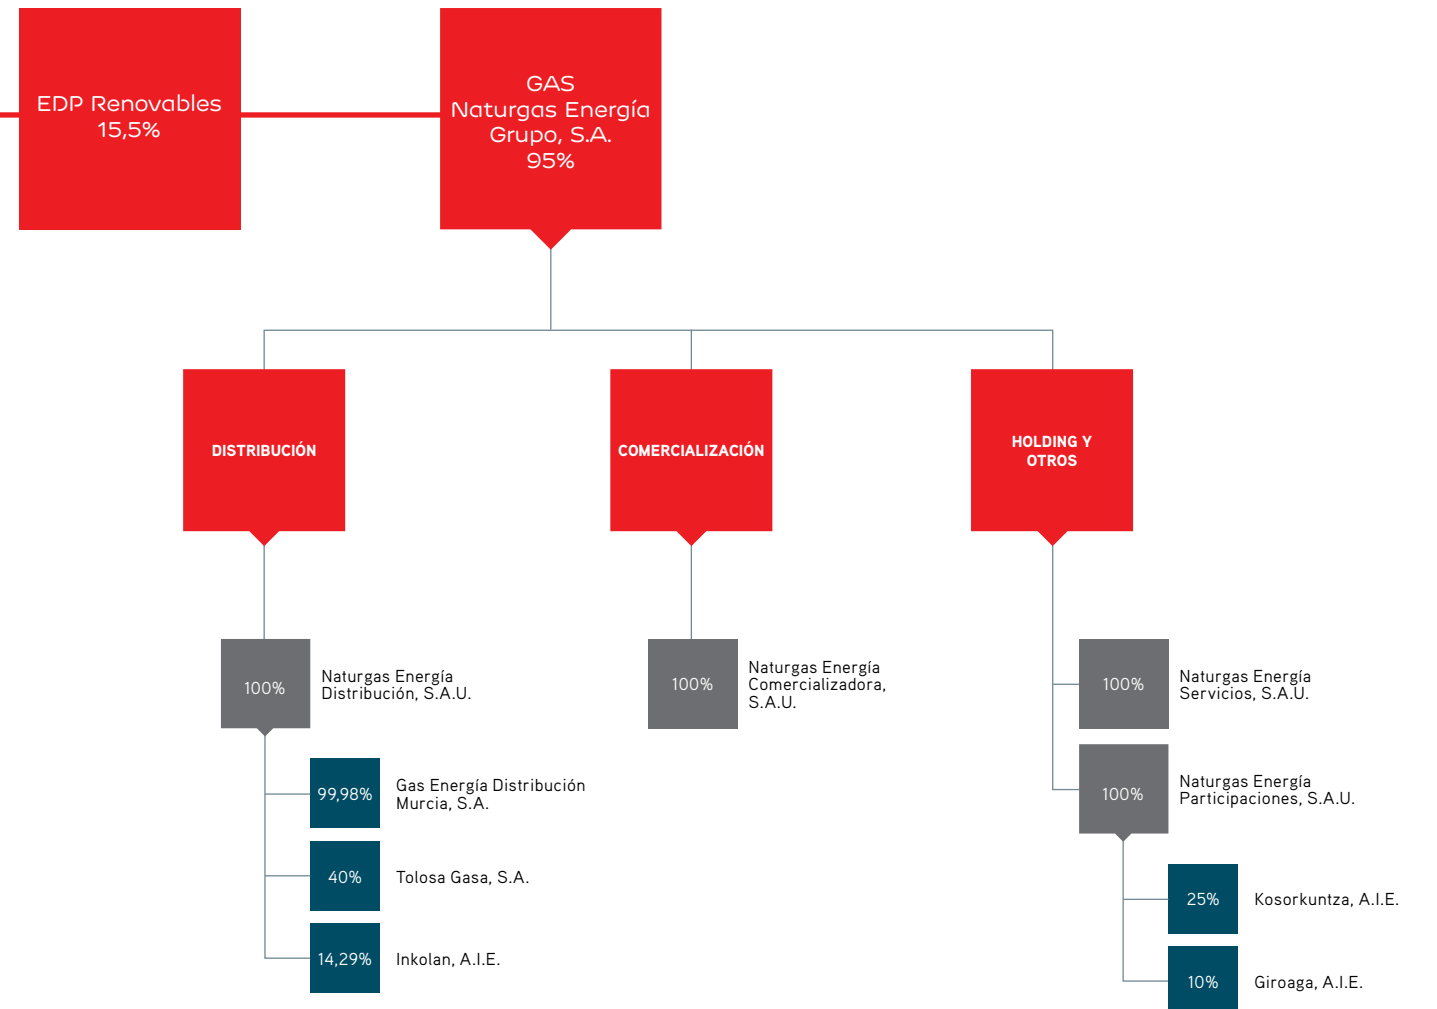 EDP Renovables
15,5%
GAS
Naturgas Energía
Grupo, S.A.
95%
DISTRIBUCIÓN
COMERCIALIZACIÓN
HOLDING Y
OTROS
100%
Naturgas Energía
Distribución, S.A.U.
99,98%
Gas Energía Distribución
Murcia, S.A.
40%
Tolosa Gasa, S.A.
14,29%
Inkolan, A.I.E.
100%
Naturgas Energía
Comercializadora,
S.A.U.
100%
Naturgas Energía
Servicios, S.A.U.
100%
Naturgas Energía
Participaciones, S.A.U.
25%
Kosorkuntza, A.I.E.
10%
Giroaga, A.I.E.